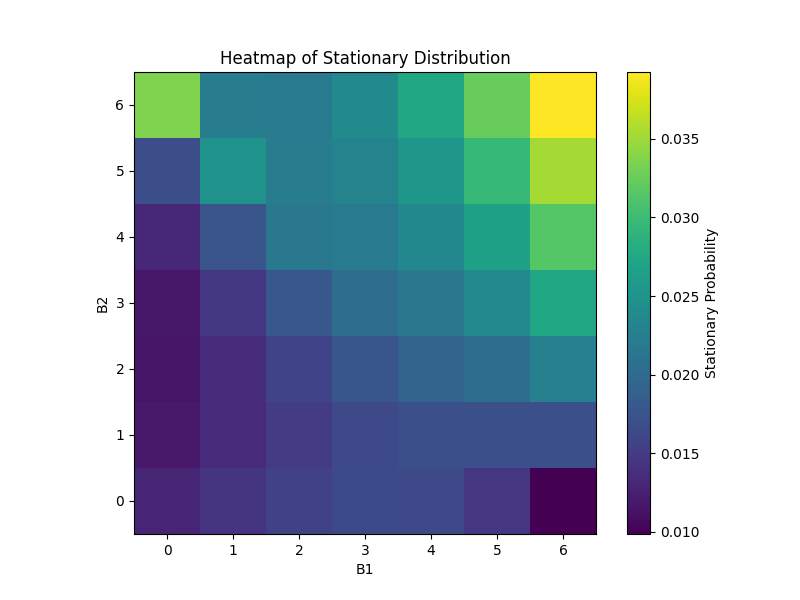 Heatmap of Stationary Distribution
6
5
4
3
2
1
0
B2
0 1 2 3 4 5 6
B1
0.035
0.030
0.025
0.020
0.015
0.010
Stationary Probability